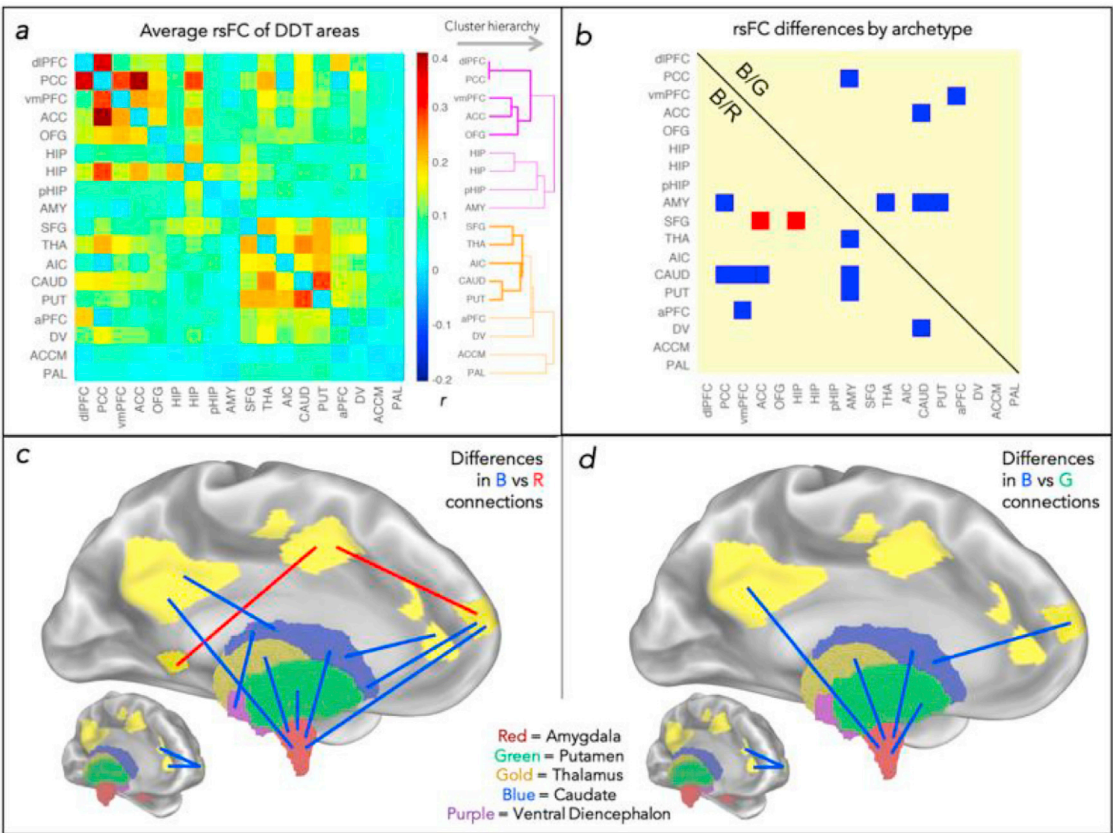 a
Average rsFC of DDT areas
Cluster hierarchy
dlPFC
PCC
vmPFC
ACC
OFG
HIP
HIP
pHIP
AMY
SFG
THA
AIC
CAUD
PUT
aPFC
DV
ACCM
PAL
dlPFC
PCC
vmPFC
ACC
OFG
HIP
HIP
pHIP
AMY
SFG
THA
AIC
CAUD
PUT
aPFC
DV
ACCM
PAL
0.4
0.3
0.2
0.1
0
-0.1
-0.2
r
dlPFC
PCC
vmPFC
ACC
OFG
HIP
HIP
pHIP
AMY
SFG
THA
AIC
CAUD
PUT
aPFC
DV
ACCM
PAL
b
rsFC differences by archetype
B/G
B/R
dlPFC
PCC
vmPFC
ACC
OFG
HIP
HIP
pHIP
AMY
SFG
THA
AIC
CAUD
PUT
aPFC
DV
ACCM
PAL
dlPFC
PCC
vmPFC
ACC
OFG
HIP
HIP
pHIP
AMY
SFG
THA
AIC
CAUD
PUT
aPFC
DV
ACCM
PAL
c
Differences
in B vs R
connections
d
Differences
in B vs G
connections
Red = Amygdala
Green = Putamen
Gold = Thalamus
Blue = Caudate
Purple = Ventral Diencephalon